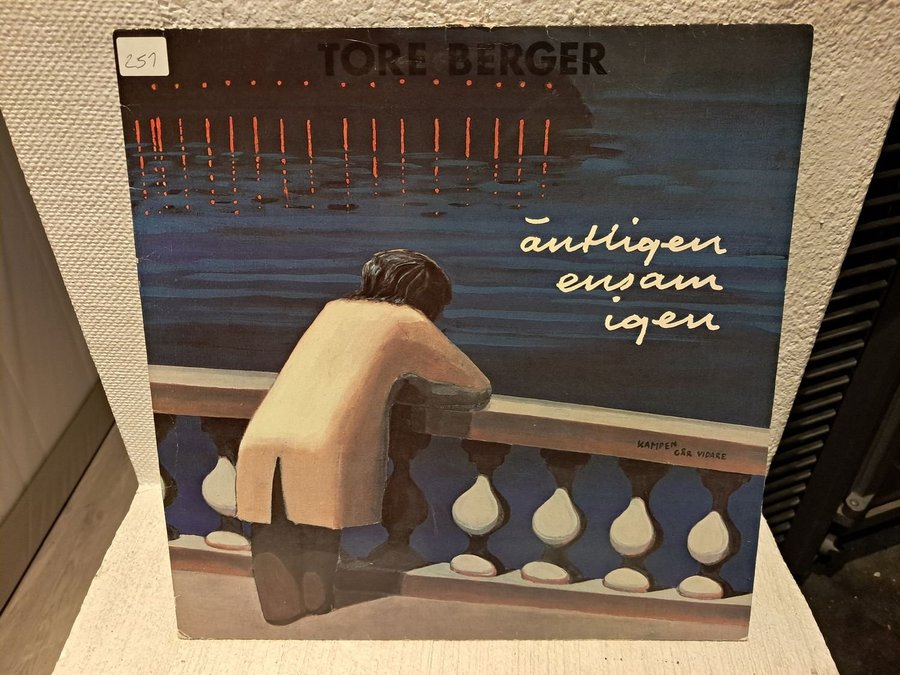 257
TORE BERGER
äntligen
ensam
igen
KAMPEN
GÅR VIDARE